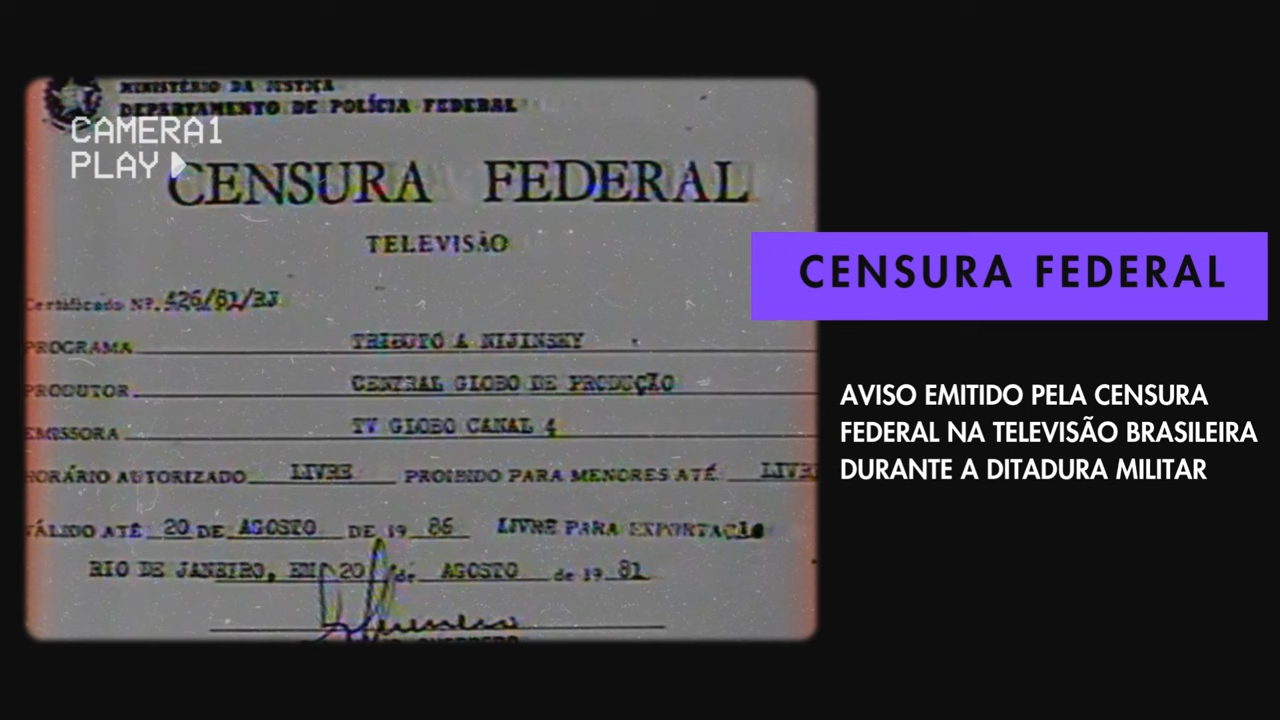 MINISTÉRIO DA JUSTIÇA
DEPARTAMENTO DE POLÍCIA FEDERAL
CAMERA1
PLAY
CENSURA FEDERAL
TELEVISÃO
Certificado Nº. 426/81/RJ
PROGRAMA TRIBUTO A NIJINSKY
PRODUTOR CENTRAL GLOBO DE PRODUÇÃO
EMISSORA TV GLOBO CANAL 4
HORÁRIO AUTORIZADO LIVRE PROIBIDO PARA MENORES ATÉ: LIVRE
VÁLIDO ATÉ 20 DE AGOSTO DE 19 86 LIVRE PARA EXPORTAÇÃO
RIO DE JANEIRO, EM 20 de AGOSTO de 19 81
CENSURA FEDERAL
AVISO EMITIDO PELA CENSURA
FEDERAL NA TELEVISÃO BRASILEIRA
DURANTE A DITADURA MILITAR